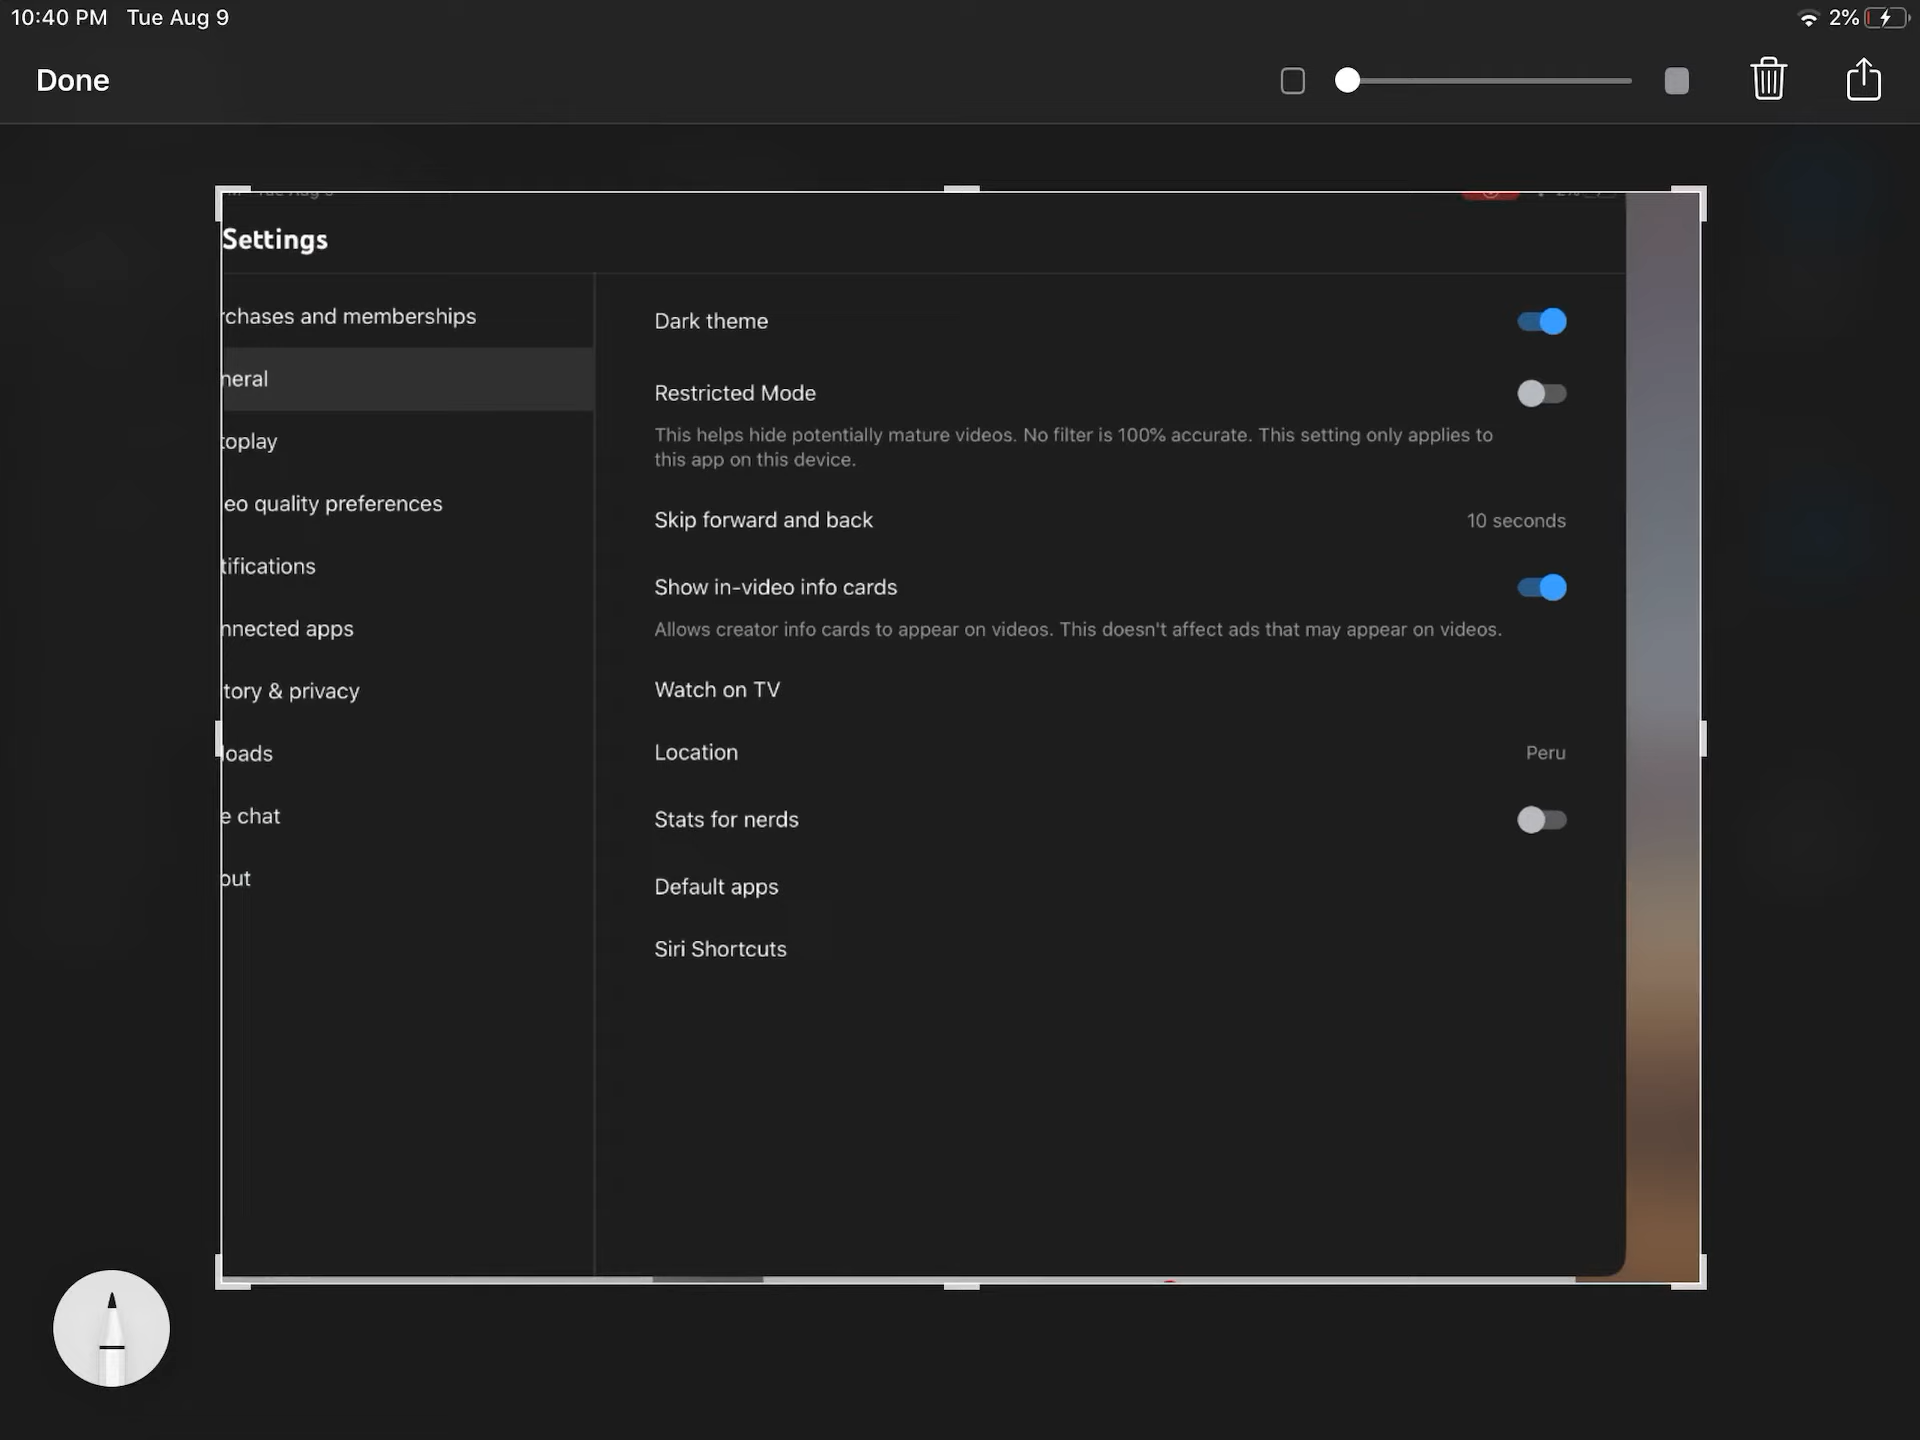 10:40 PM Tue Aug 9
2%
Done
Settings
rchases and memberships
neral
toplay
eo quality preferences
tifications
nnected apps
tory & privacy
loads
e chat
out
Dark theme
Restricted Mode
This helps hide potentially mature videos. No filter is 100% accurate. This setting only applies to
this app on this device.
Skip forward and back
10 seconds
Show in-video info cards
Allows creator info cards to appear on videos. This doesn't affect ads that may appear on videos.
Watch on TV
Location
Peru
Stats for nerds
Default apps
Siri Shortcuts